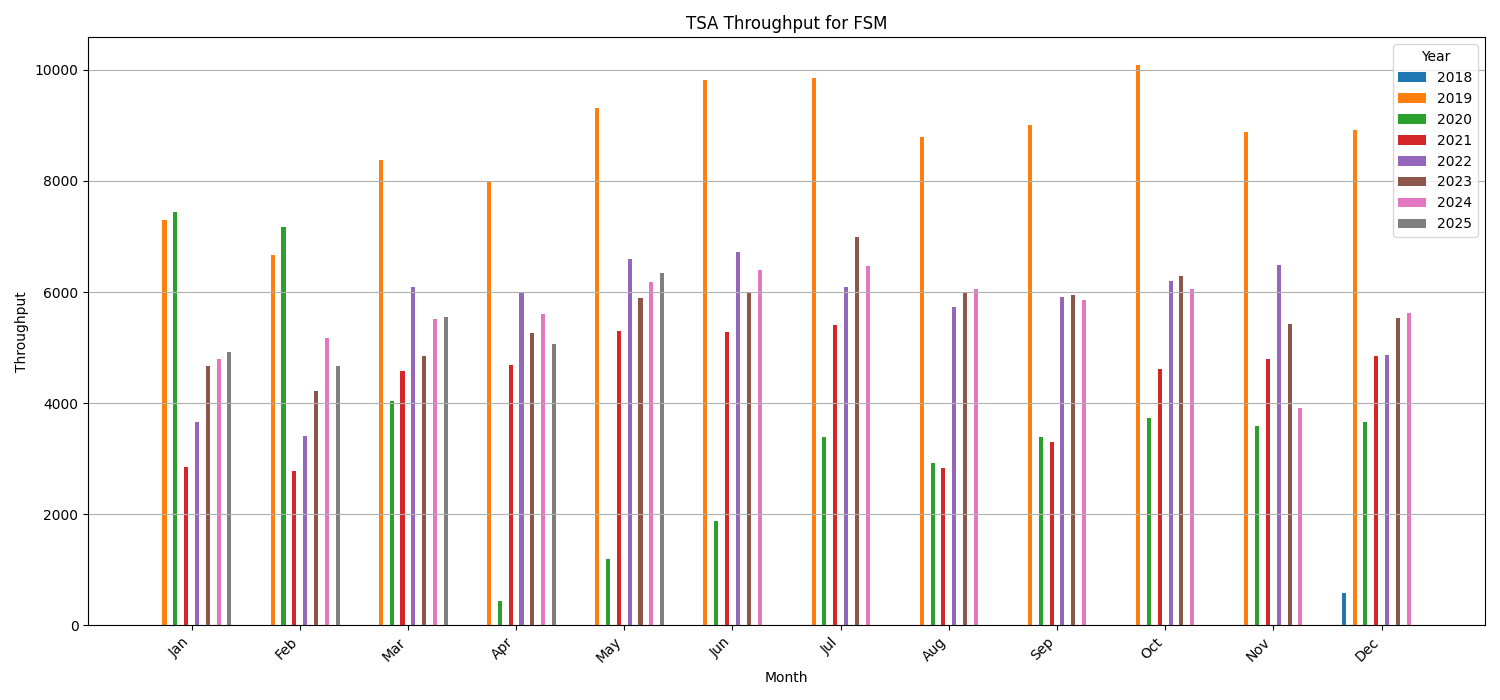 TSA Throughput for FSM
Year
2018
2019
2020
2021
2022
2023
2024
2025
Throughput
10000
8000
6000
4000
2000
0
Jan
Feb
Mar
Apr
May
Jun
Jul
Aug
Sep
Oct
Nov
Dec
Month